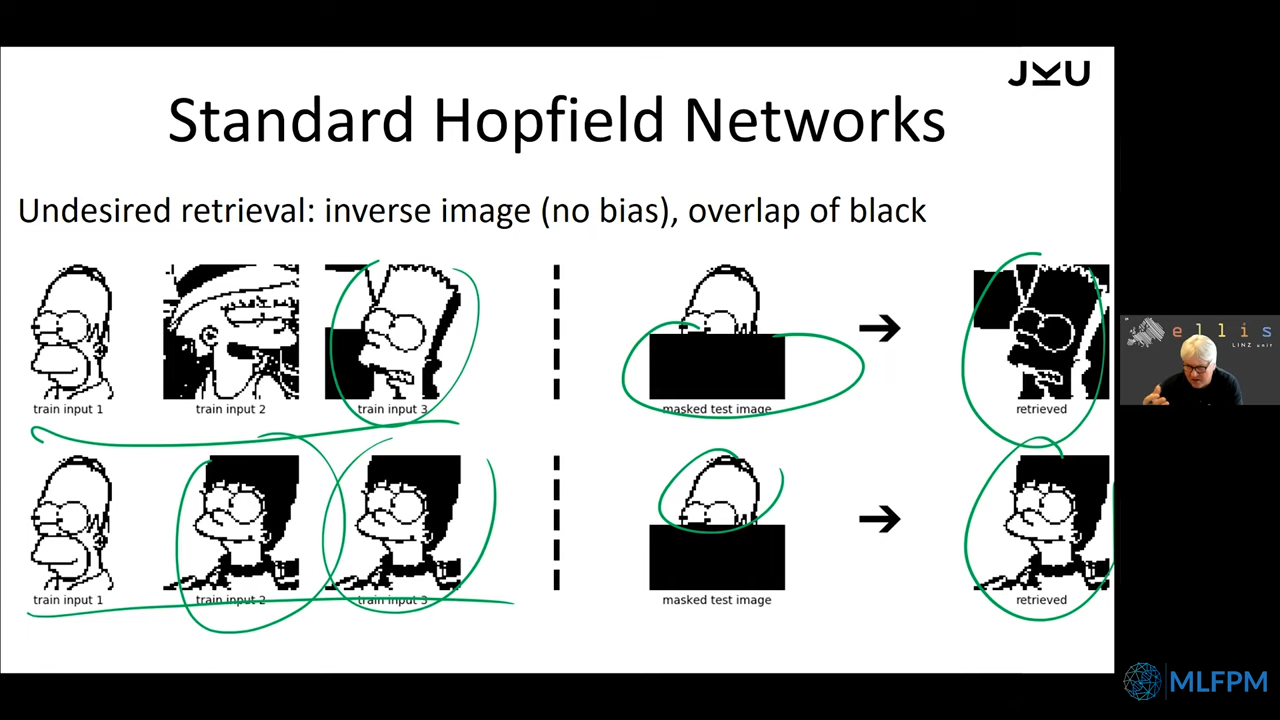 JKU
Standard Hopfield Networks
Undesired retrieval: inverse image (no bias), overlap of black
train input 1
train input 2
train input 3
masked test image
retrieved
train input 1
train input 2
train input 3
masked test image
retrieved
ellis
LINZ unit
MLFPM